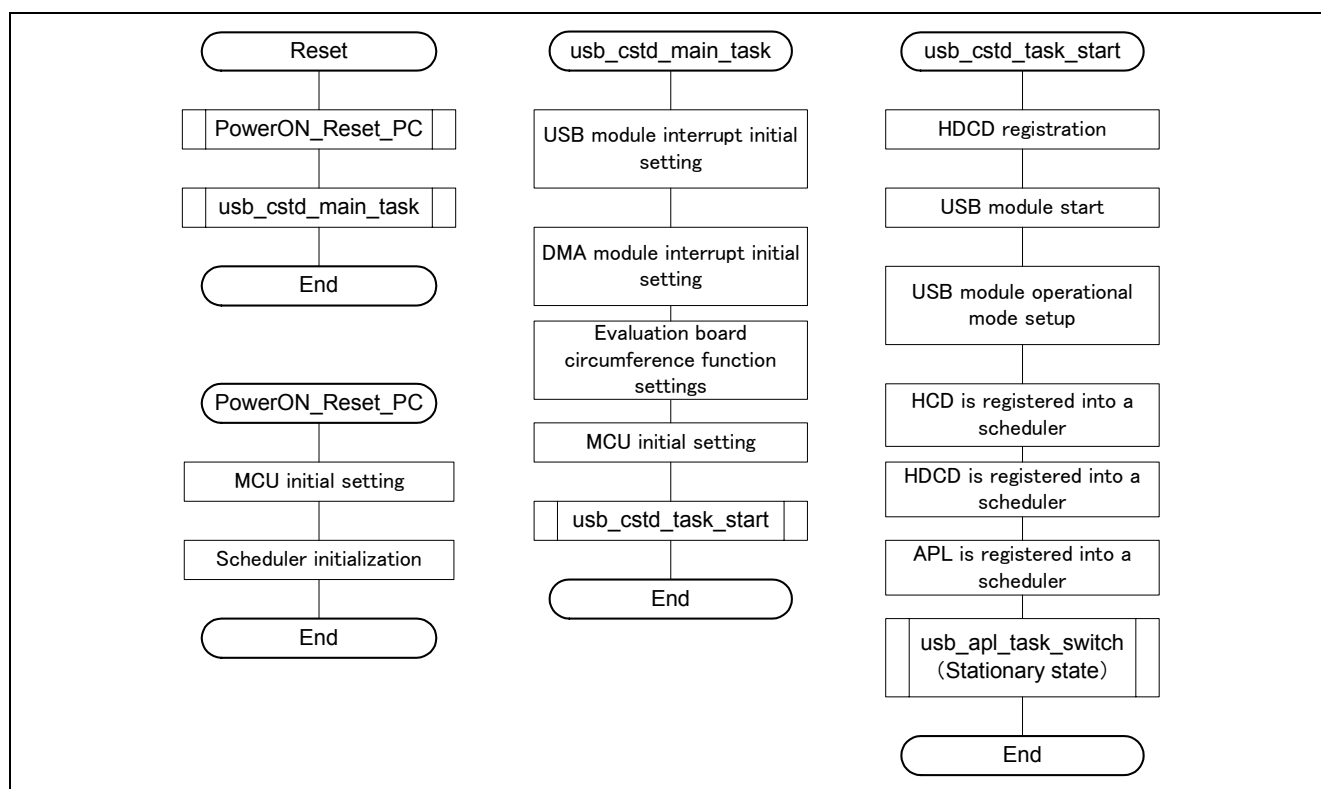 Reset
PowerON_Reset_PC
usb_cstd_main_task
End
PowerON_Reset_PC
MCU initial setting
Scheduler initialization
End
usb_cstd_main_task
USB module interrupt initial
setting
DMA module interrupt initial
setting
Evaluation board
circumference function
settings
MCU initial setting
usb_cstd_task_start
End
usb_cstd_task_start
HDCD registration
USB module start
USB module operational
mode setup
HCD is registered into a
scheduler
HDCD is registered into a
scheduler
APL is registered into a
scheduler
usb_apl_task_switch
（Stationary state）
End